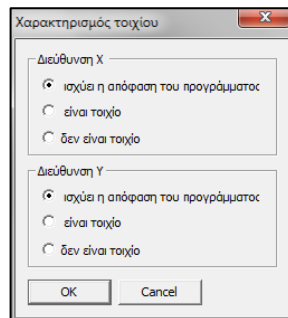 Χαρακτηρισμός τοιχίου
Διεύθυνση Χ
ισχύει η απόφαση του προγράμματος
είναι τοιχίο
δεν είναι τοιχίο
Διεύθυνση Υ
ισχύει η απόφαση του προγράμματος
είναι τοιχίο
δεν είναι τοιχίο
OK Cancel